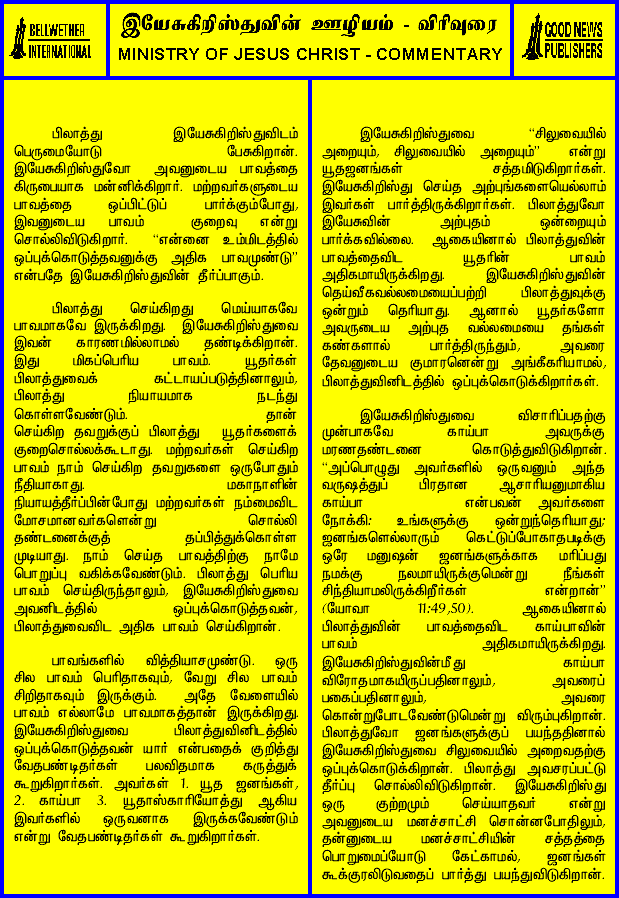 BELLWETHER
INTERNATIONAL
இயேசுகிறிஸ்துவின் ஊழியம் - விரிவுரை
MINISTRY OF JESUS CHRIST - COMMENTARY
GOOD NEWS
PUBLISHERS
பிலாத்து இயேசுகிறிஸ்துவிடம்
பெருமையோடு பேசுகிறான்.
இயேசுகிறிஸ்துவோ அவனுடைய பாவத்தை
கிருபையாக மன்னிக்கிறார். மற்றவர்களுடைய
பாவத்தை ஒப்பிட்டுப் பார்க்கும்போது,
இவனுடைய பாவம் குறைவு என்று
சொல்லிவிடுகிறார். “என்னை உம்மிடத்தில்
ஒப்புக்கொடுத்தவனுக்கு அதிக பாவமுண்டு”
என்பதே இயேசுகிறிஸ்துவின் தீர்ப்பாகும்.
பிலாத்து செய்கிறது மெய்யாகவே
பாவமாகவே இருக்கிறது. இயேசுகிறிஸ்துவை
இவன் காரணமில்லாமல் தண்டிக்கிறான்.
இது மிகப்பெரிய பாவம். யூதர்கள்
பிலாத்துவைக் கட்டாயப்படுத்தினாலும்,
பிலாத்து நியாயமாக நடந்து
கொள்ளவேண்டும். தான்
செய்கிற தவறுக்குப் பிலாத்து யூதர்களைக்
குறைசொல்லக்கூடாது. மற்றவர்கள் செய்கிற
பாவம் நாம் செய்கிற தவறுகளை ஒருபோதும்
நீதியாகாது. மகாநாளின்
நியாயத்தீர்ப்பின்போது மற்றவர்கள் நம்மைவிட
மோசமானவர்களென்று சொல்லி
தண்டனைக்குத் தப்பித்துக்கொள்ள
முடியாது. நாம் செய்த பாவத்திற்கு நாமே
பொறுப்பு வகிக்கவேண்டும். பிலாத்து பெரிய
பாவம் செய்திருந்தாலும், இயேசுகிறிஸ்துவை
அவனிடத்தில் ஒப்புக்கொடுத்தவன்,
பிலாத்துவைவிட அதிக பாவம் செய்கிறான்.
பாவங்களில் வித்தியாசமுண்டு. ஒரு
சில பாவம் பெரிதாகவும், வேறு சில பாவம்
சிறிதாகவும் இருக்கும். அதே வேளையில்
பாவம் எல்லாமே பாவமாகத்தான் இருக்கிறது.
இயேசுகிறிஸ்துவை பிலாத்துவினிடத்தில்
ஒப்புக்கொடுத்தவன் யார் என்பதைக் குறித்து
வேதபண்டிதர்கள் பலவிதமாக கருத்துக்
கூறுகிறார்கள். அவர்கள் 1. யூத ஜனங்கள்,
2. காய்பா 3. யூதாஸ்காரியோத்து ஆகிய
இவர்களில் ஒருவனாக இருக்கவேண்டும்
என்று வேதபண்டிதர்கள் கூறுகிறார்கள்.
இயேசுகிறிஸ்துவை “சிலுவையில்
அறையும், சிலுவையில் அறையும்” என்று
யூதஜனங்கள் சத்தமிடுகிறார்கள்.
இயேசுகிறிஸ்து செய்த அற்புங்களையெல்லாம்
இவர்கள் பார்த்திருக்கிறார்கள். பிலாத்துவோ
இயேசுவின் அற்புதம் ஒன்றையும்
பார்க்கவில்லை. ஆகையினால் பிலாத்துவின்
பாவத்தைவிட யூதரின் பாவம்
அதிகமாயிருக்கிறது. இயேசுகிறிஸ்துவின்
தெய்வீகவல்லமையைப்பற்றி பிலாத்துவுக்கு
ஒன்றும் தெரியாது. ஆனால் யூதர்களோ
அவருடைய அற்புத வல்லமையை தங்கள்
கண்களால் பார்த்திருந்தும், அவரை
தேவனுடைய குமாரனென்று அங்கீகரியாமல்,
பிலாத்துவினிடத்தில் ஒப்புக்கொடுக்கிறார்கள்.
இயேசுகிறிஸ்துவை விசாரிப்பதற்கு
முன்பாகவே காய்பா அவருக்கு
மரணதண்டனை கொடுத்துவிடுகிறான்.
“அப்பொழுது அவர்களில் ஒருவனும் அந்த
வருஷத்துப் பிரதான ஆசாரியனுமாகிய
காய்பா என்பவன் அவர்களை
நோக்கி: உங்களுக்கு ஒன்றுந்தெரியாது;
ஜனங்களெல்லாரும் கெட்டுப்போகாதபடிக்கு
ஒரே மனுஷன் ஜனங்களுக்காக மரிப்பது
நமக்கு நலமாயிருக்குமென்று நீங்கள்
சிந்தியாமலிருக்கிறீர்கள் என்றான்”
(யோவா 11:49,50). ஆகையினால்
பிலாத்துவின் பாவத்தைவிட காய்பாவின்
பாவம் அதிகமாயிருக்கிறது.
இயேசுகிறிஸ்துவின்மீது காய்பா
விரோதமாகயிருப்பதினாலும், அவரைப்
பகைப்பதினாலும், அவரை
கொன்றுபோடவேண்டுமென்று விரும்புகிறான்.
பிலாத்துவோ ஜனங்களுக்குப் பயந்ததினால்
இயேசுகிறிஸ்துவை சிலுவையில் அறைவதற்கு
ஒப்புக்கொடுக்கிறான். பிலாத்து அவசரப்பட்டு
தீர்ப்பு சொல்லிவிடுகிறான். இயேசுகிறிஸ்து
ஒரு குற்றமும் செய்யாதவர் என்று
அவனுடைய மனச்சாட்சி சொன்னபோதிலும்,
தன்னுடைய மனச்சாட்சியின் சத்தத்தை
பொறுமைப்யோடு கேட்காமல், ஜனங்கள்
கூக்குரலிடுவதைப் பார்த்து பயந்துவிடுகிறான்.